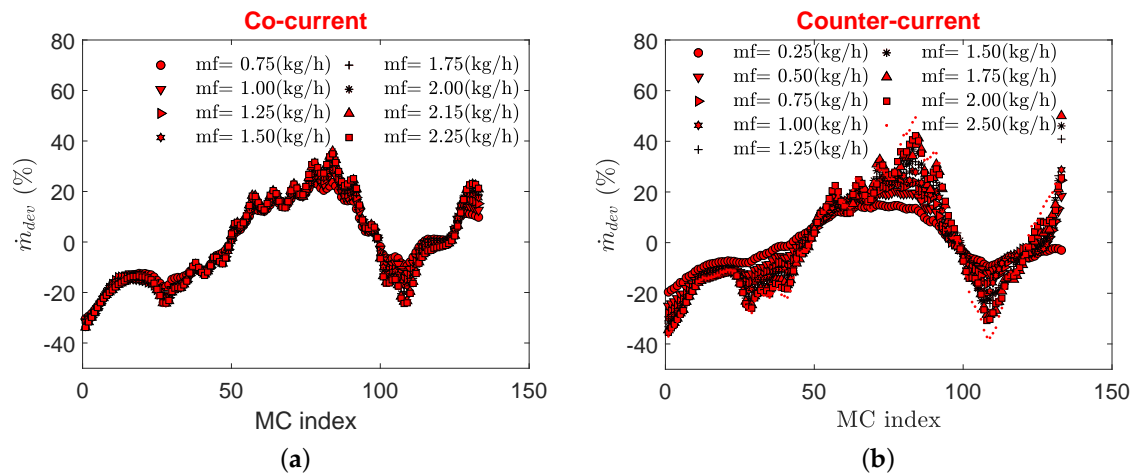 Co-current
80
60
40
20
0
-20
-40
ṁ_dev (%)
mf= 0.75(kg/h)
mf= 1.00(kg/h)
mf= 1.25(kg/h)
mf= 1.50(kg/h)
mf= 1.75(kg/h)
mf= 2.00(kg/h)
mf= 2.15(kg/h)
mf= 2.25(kg/h)
0 50 100 150
MC index
(a)
Counter-current
80
60
40
20
0
-20
-40
ṁ_dev (%)
mf= 0.25(kg/h)
mf= 0.50(kg/h)
mf= 0.75(kg/h)
mf= 1.00(kg/h)
mf= 1.25(kg/h)
mf= 1.50(kg/h)
mf= 1.75(kg/h)
mf= 2.00(kg/h)
mf= 2.50(kg/h)
0 50 100 150
MC index
(b)